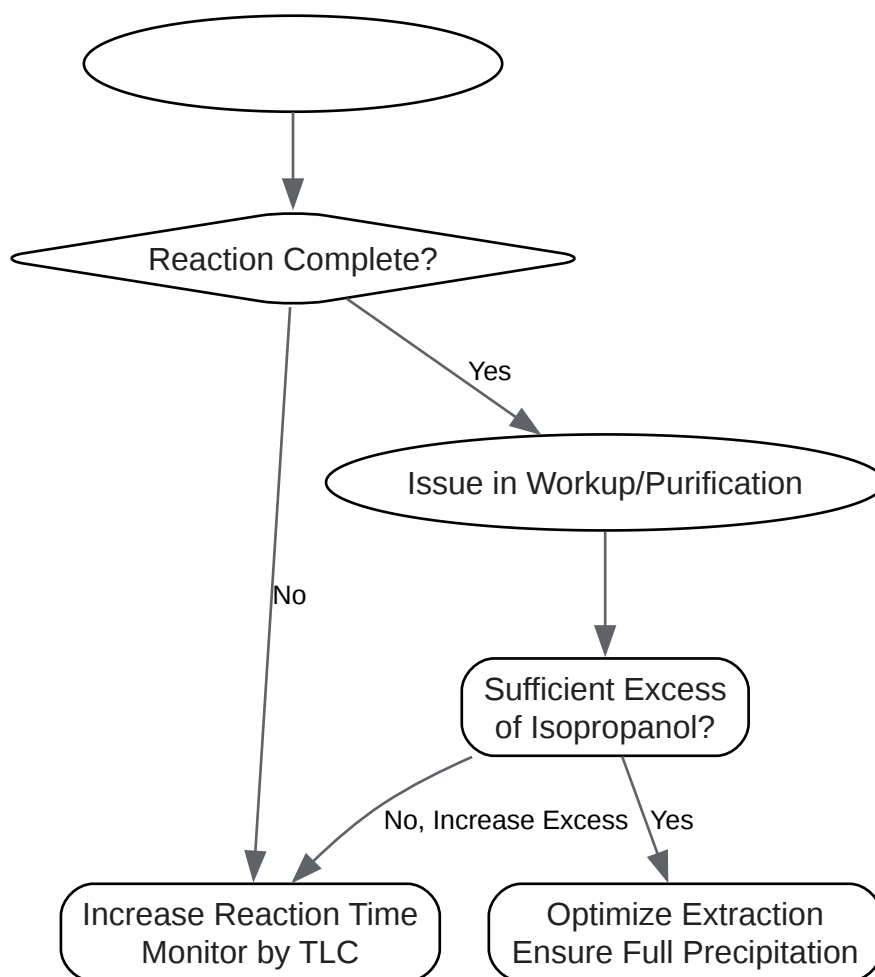 Reaction Complete?
Yes
Issue in Workup/Purification
No
Sufficient Excess
of Isopropanol?
No, Increase Excess
Yes
Increase Reaction Time
Monitor by TLC
Optimize Extraction
Ensure Full Precipitation